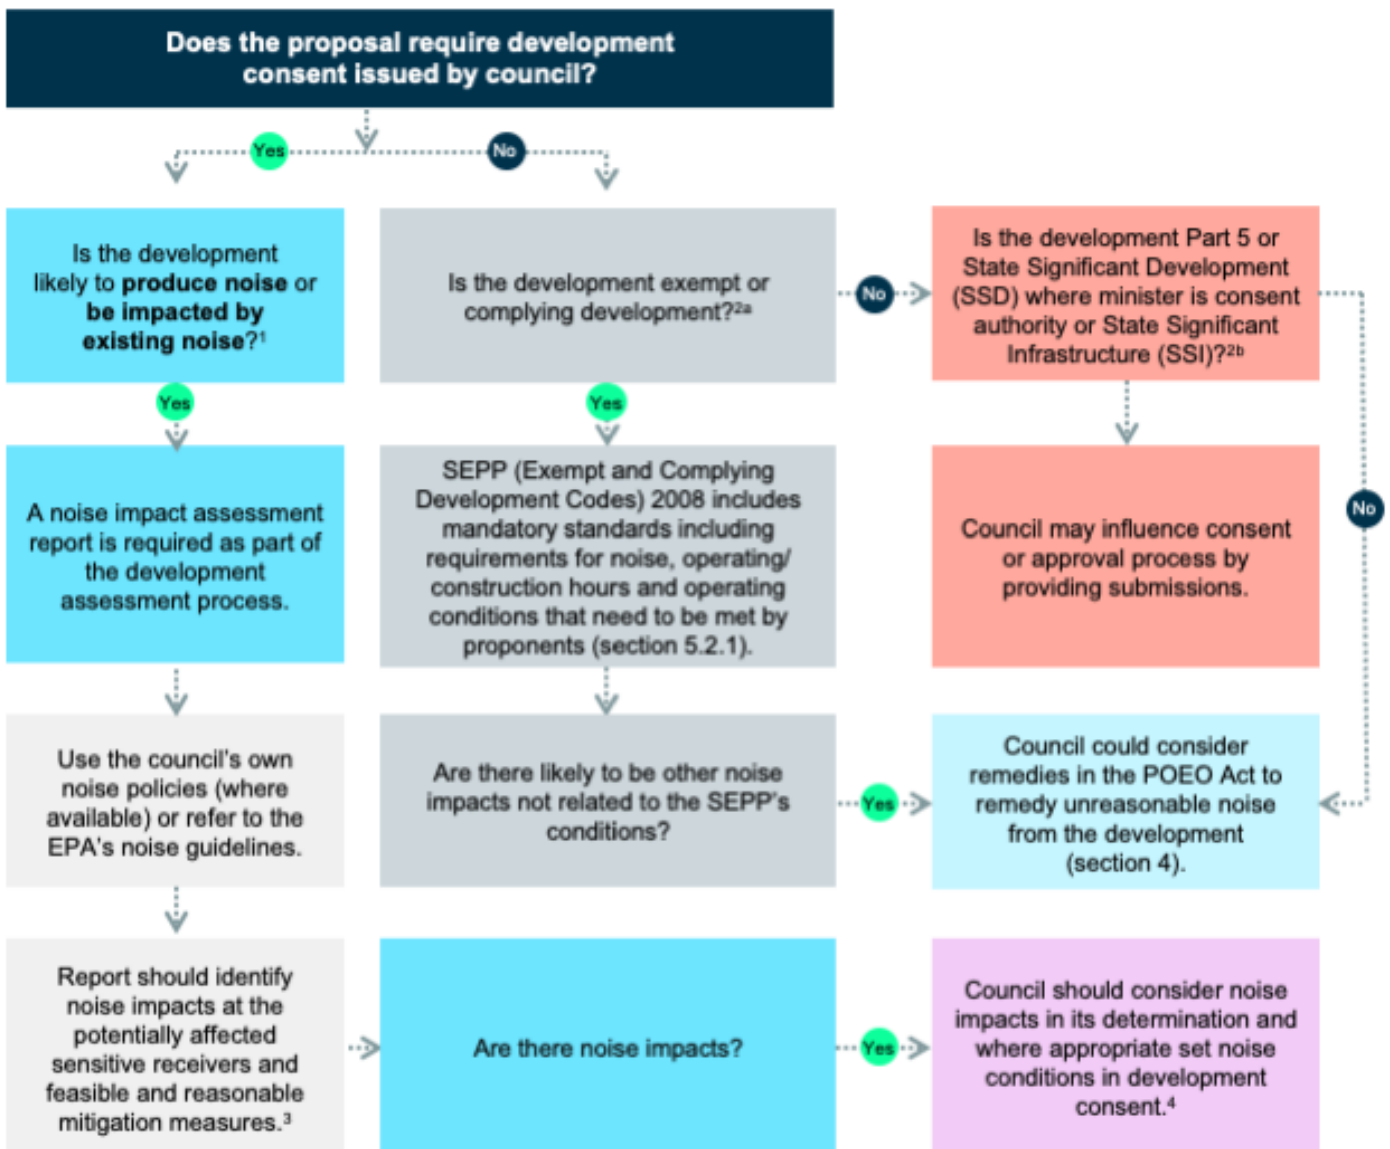 Does the proposal require development
consent issued by council?
Yes
No
Is the development
likely to produce noise or
be impacted by
existing noise?¹
Is the development exempt or
complying development?²ᵃ
No
Is the development Part 5 or
State Significant Development
(SSD) where minister is consent
authority or State Significant
Infrastructure (SSI)?²ᵇ
Yes
Yes
No
A noise impact assessment
report is required as part of
the development
assessment process.
SEPP (Exempt and Complying
Development Codes) 2008 includes
mandatory standards including
requirements for noise, operating/
construction hours and operating
conditions that need to be met by
proponents (section 5.2.1).
Council may influence consent
or approval process by
providing submissions.
Use the council's own
noise policies (where
available) or refer to the
EPA's noise guidelines.
Are there likely to be other noise
impacts not related to the SEPP's
conditions?
Yes
Council could consider
remedies in the POEO Act to
remedy unreasonable noise
from the development
(section 4).
Report should identify
noise impacts at the
potentially affected
sensitive receivers and
feasible and reasonable
mitigation measures.³
Are there noise impacts?
Yes
Council should consider noise
impacts in its determination and
where appropriate set noise
conditions in development
consent.⁴